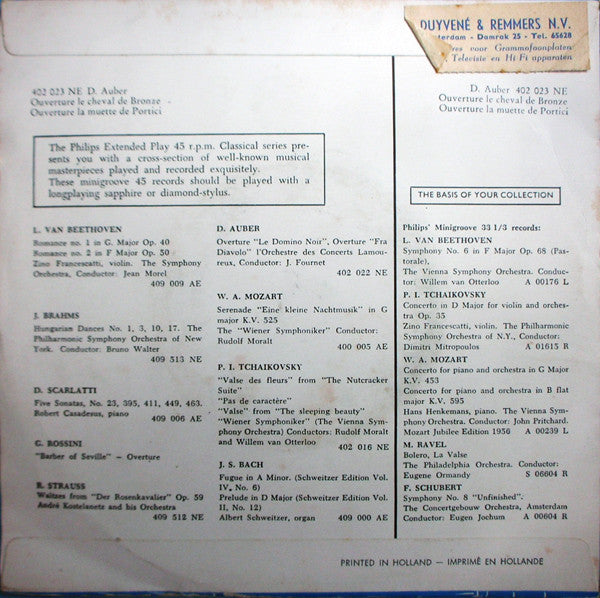 DUYVENÉ & REMMERS N.V.
Damrak 25 - Tel. 65628
voor Grammofoonplaten
Televisie en Hi Fi apparaten
402 023 NE D. Auber
Ouverture le cheval de Bronze -
Ouverture la muette de Portici
D. Auber 402 023 NE
Ouverture le cheval de Bronze
Ouverture la muette de Portici
The Philips Extended Play 45 r.p.m. Classical series pre-
sents you with a cross-section of well-known musical
masterpieces played and recorded exquisitely.
These minigroove 45 records should be played with a
longplaying sapphire or diamond-stylus.
L. VAN BEETHOVEN
Romance no. 1 in G. Major Op. 40
Romance no. 2 in F Major Op. 50
Zino Francescatti, violin. The Symphony
Orchestra, Conductor: Jean Morel
409 009 AE
J. BRAHMS
Hungarian Dances No. 1, 3, 10, 17. The
Philharmonic Symphony Orchestra of New
York. Conductor: Bruno Walter
409 513 NE
D. SCARLATTI
Five Sonatas, No. 23, 395, 411, 449, 463.
Robert Casadesus, piano
409 006 AE
G. ROSSINI
"Barber of Seville" – Overture
R. STRAUSS
Waltzes from "Der Rosenkavalier" Op. 59
André Kostelanetz and his Orchestra
409 512 NE
D. AUBER
Overture "Le Domino Noir", Overture "Fra
Diavolo" l'Orchestre des Concerts Lamou-
reux, Conductor: J. Fournet
402 022 NE
W. A. MOZART
Serenade "Eine kleine Nachtmusik" in G
major K.V. 525
The "Wiener Symphoniker" Conductor:
Rudolf Moralt
400 005 AE
P. I. TCHAIKOVSKY
"Valse des fleurs" from "The Nutcracker
Suite"
"Pas de caractère"
"Valse" from "The sleeping beauty"
"Wiener Symphoniker" (The Vienna Sym-
phony Orchestra) Conductors: Rudolf Moralt
and Willem van Otterloo
402 016 NE
J. S. BACH
Fugue in A Minor. (Schweitzer Edition Vol.
IV, No. 6)
Prelude in D Major (Schweitzer Edition Vol.
II, No. 12)
Albert Schweitzer, organ 409 000 AE
THE BASIS OF YOUR COLLECTION
Philips' Minigroove 33 1/3 records:
L. VAN BEETHOVEN
Symphony No. 6 in F Major Op. 68 (Pas-
torale).
The Vienna Symphony Orchestra. Conduc-
tor: Willem van Otterloo A 00176 L
P. I. TCHAIKOVSKY
Concerto in D Major for violin and orches-
tra Op. 35
Zino Francescatti, violin. The Philharmonic
Symphony Orchestra of N.Y., Conductor:
Dimitri Mitropoulos A 01615 R
W. A. MOZART
Concerto for piano and orchestra in G Major
K.V. 453
Concerto for piano and orchestra in B flat
major K.V. 595
Hans Henkemans, piano. The Vienna Sym-
phony Orchestra. Conductor: John Pritchard.
Mozart Jubilee Edition 1956 A 00239 L
M. RAVEL
Bolero, La Valse
The Philadelphia Orchestra. Conductor:
Eugene Ormandy S 06604 R
F. SCHUBERT
Symphony No. 8 "Unfinished".
The Concertgebouw Orchestra, Amsterdam
Conductor: Eugen Jochum A 00604 R
PRINTED IN HOLLAND — IMPRIMÉ EN HOLLANDE